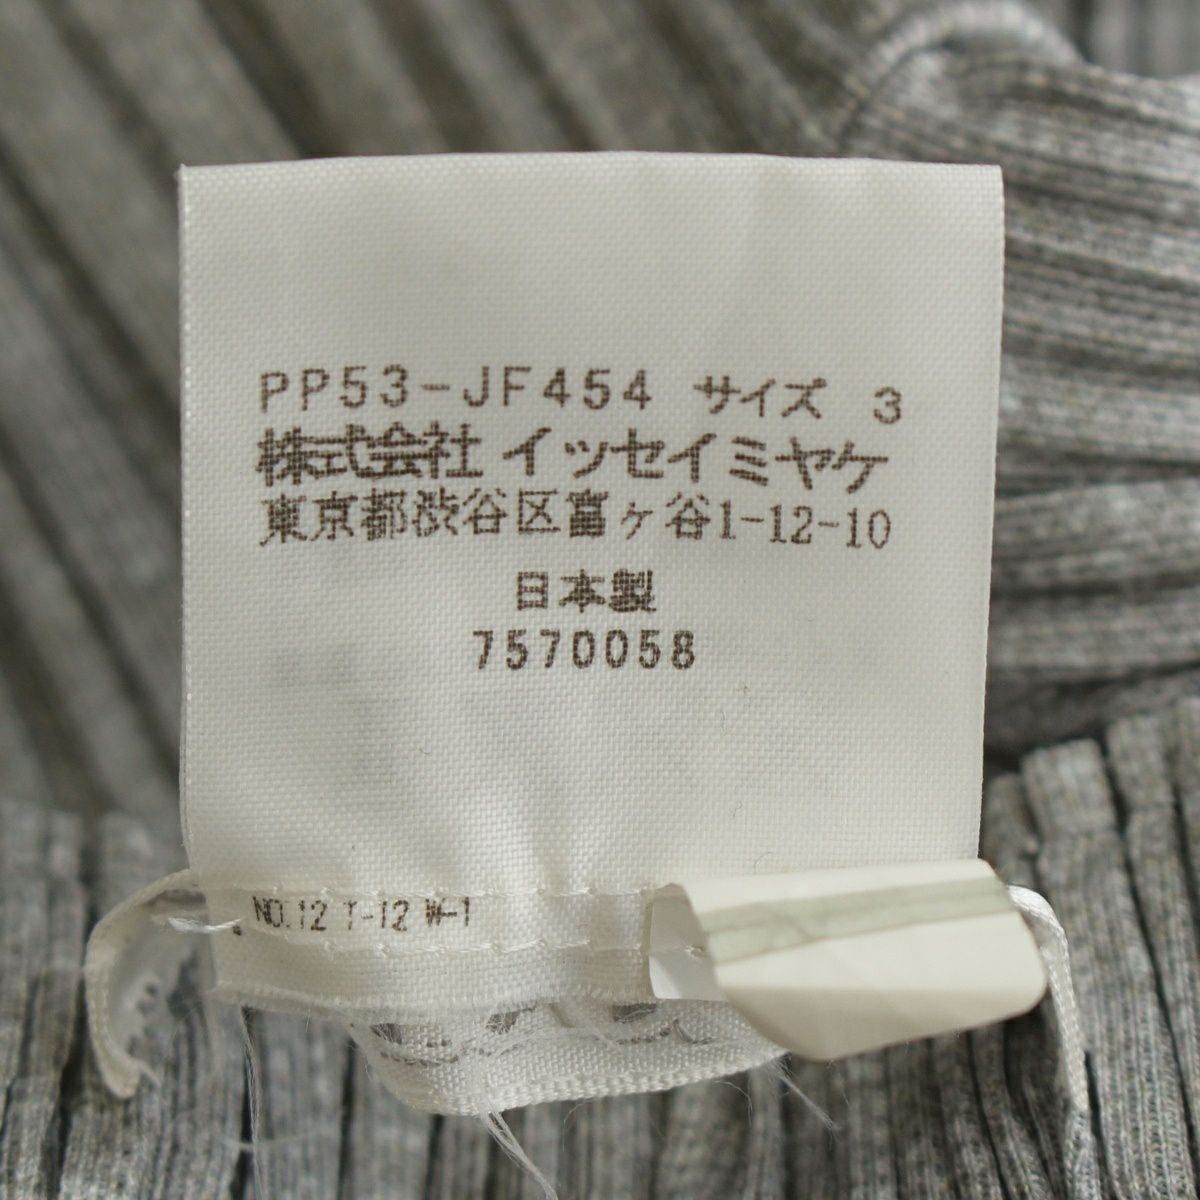 PP53-JF454 サイズ 3
株式会社 イッセイミヤケ
東京都渋谷区富ヶ谷1-12-10
日本製
7570058
NO.12 T-12 W-1